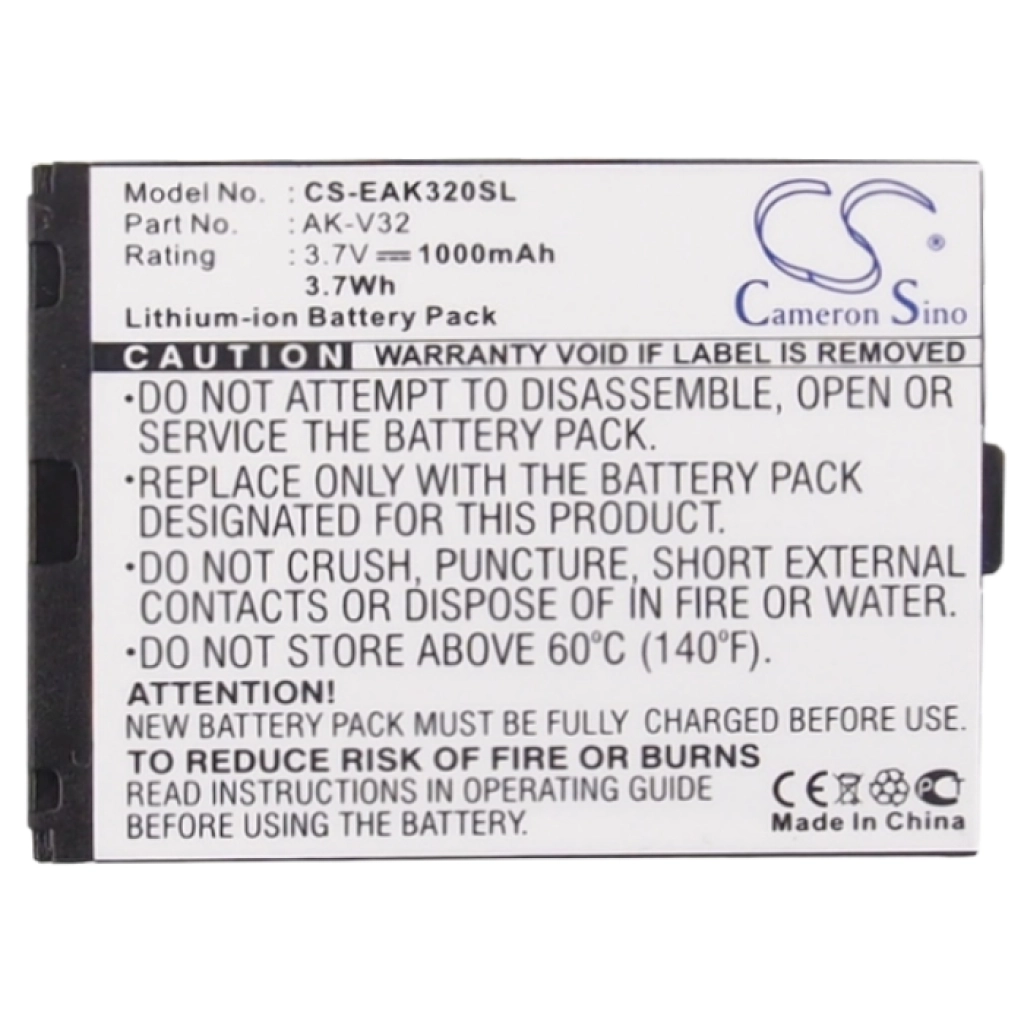 Model No. : CS-EAK320SL
Part No. : AK-V32
Rating : 3.7V 1000mAh
3.7Wh
Lithium-ion Battery Pack
CS ®
Cameron Sino
CAUTION WARRANTY VOID IF LABEL IS REMOVED
•DO NOT ATTEMPT TO DISASSEMBLE, OPEN OR
SERVICE THE BATTERY PACK.
•REPLACE ONLY WITH THE BATTERY PACK
DESIGNATED FOR THIS PRODUCT.
•DO NOT CRUSH, PUNCTURE, SHORT EXTERNAL
CONTACTS OR DISPOSE OF IN FIRE OR WATER.
•DO NOT STORE ABOVE 60°C (140°F).
ATTENTION!
NEW BATTERY PACK MUST BE FULLY CHARGED BEFORE USE.
TO REDUCE RISK OF FIRE OR BURNS
READ INSTRUCTIONS IN OPERATING GUIDE
BEFORE USING THE BATTERY.
CE
Made In China